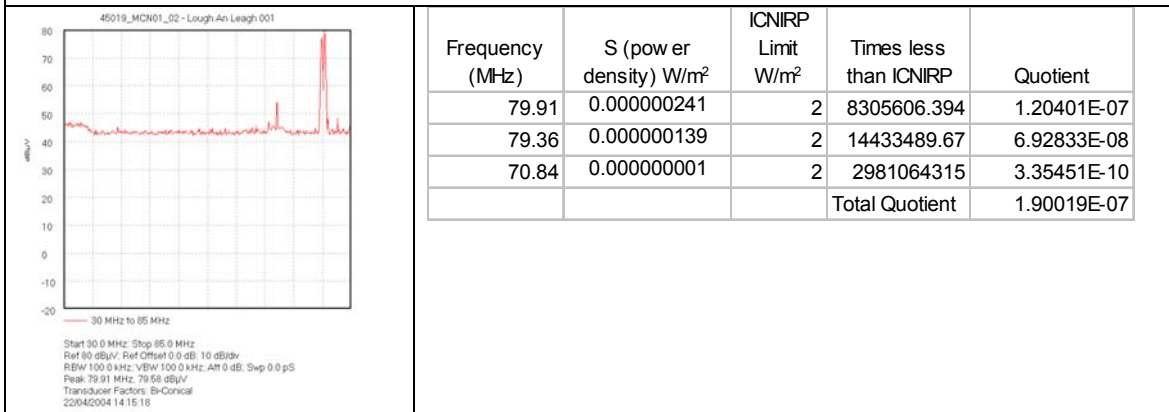 45019_MCN01_02 - Lough An Leagh 001
80
70
60
50
40
30
20
10
0
-10
-20
dBµV
30 MHz to 85 MHz
Start 30.0 MHz; Stop 85.0 MHz
Ref 80 dBµV; Ref Offset 0.0 dB; 10 dB/div
RBW 100.0 kHz; VBW 100.0 kHz; Att 0 dB; Swp 0.0 pS
Peak 79.91 MHz, 79.58 dBµV
Transducer Factors: Bi-Conical
22/04/2004 14:15:18
Frequency (MHz) S (pow er density) W/m² ICNIRP Limit W/m² Times less than ICNIRP Quotient
79.91 0.000000241 2 8305606.394 1.20401E-07
79.36 0.000000139 2 14433489.67 6.92833E-08
70.84 0.000000001 2 2981064315 3.35451E-10
Total Quotient 1.90019E-07